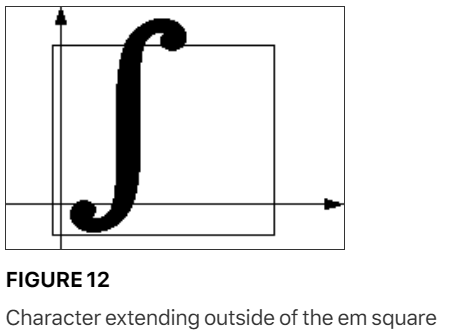 FIGURE 12
Character extending outside of the em square